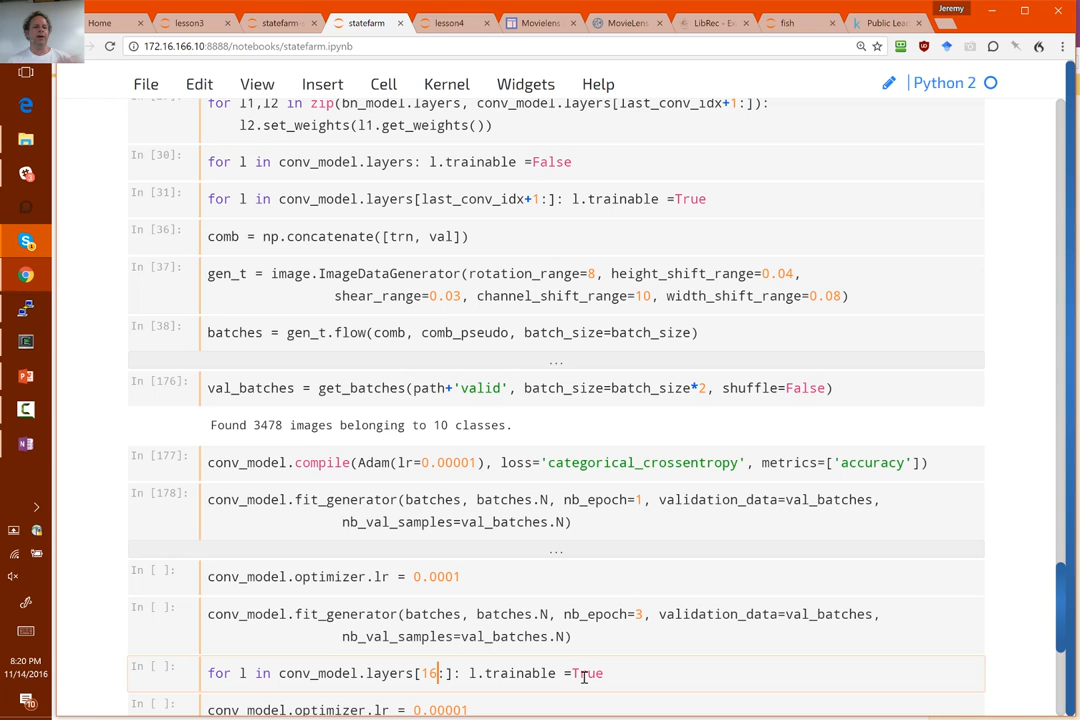 Jeremy
Home
lesson3
statefarm-s
statefarm
lesson4
Movielens
MovieLens
LibRec - Ex
fish
Public Lea
172.16.166.10:8888/notebooks/statefarm.ipynb
File Edit View Insert Cell Kernel Widgets Help
Python 2
for l1,l2 in zip(bn_model.layers, conv_model.layers[last_conv_idx+1:]):
l2.set_weights(l1.get_weights())
In [30]: for l in conv_model.layers: l.trainable =False
In [31]: for l in conv_model.layers[last_conv_idx+1:]: l.trainable =True
In [36]: comb = np.concatenate([trn, val])
In [37]: gen_t = image.ImageDataGenerator(rotation_range=8, height_shift_range=0.04,
shear_range=0.03, channel_shift_range=10, width_shift_range=0.08)
In [38]: batches = gen_t.flow(comb, comb_pseudo, batch_size=batch_size)
...
In [176]: val_batches = get_batches(path+'valid', batch_size=batch_size*2, shuffle=False)
Found 3478 images belonging to 10 classes.
In [177]: conv_model.compile(Adam(lr=0.00001), loss='categorical_crossentropy', metrics=['accuracy'])
In [178]: conv_model.fit_generator(batches, batches.N, nb_epoch=1, validation_data=val_batches,
nb_val_samples=val_batches.N)
...
In [ ]: conv_model.optimizer.lr = 0.0001
In [ ]: conv_model.fit_generator(batches, batches.N, nb_epoch=3, validation_data=val_batches,
nb_val_samples=val_batches.N)
In [ ]: for l in conv_model.layers[16:]: l.trainable =True
In [ ]: conv_model.optimizer.lr = 0.00001
8:20 PM
11/14/2016
10